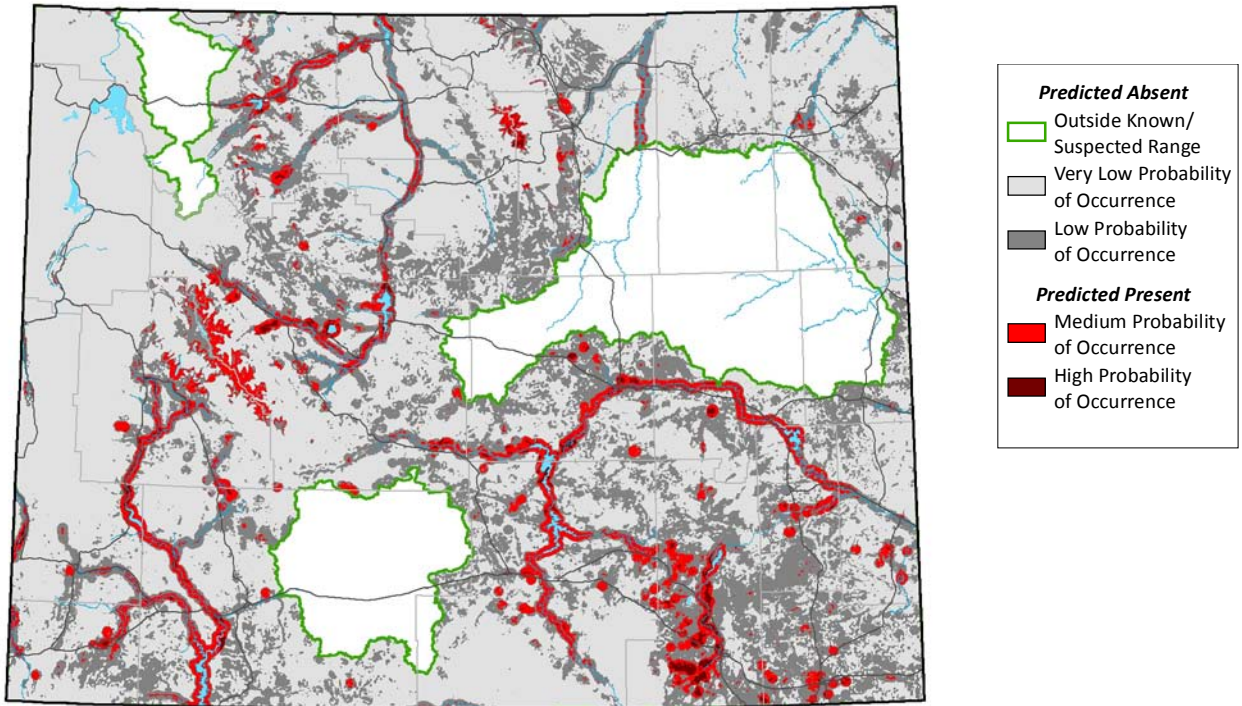 Predicted Absent
Outside Known/
Suspected Range
Very Low Probability
of Occurrence
Low Probability
of Occurrence
Predicted Present
Medium Probability
of Occurrence
High Probability
of Occurrence